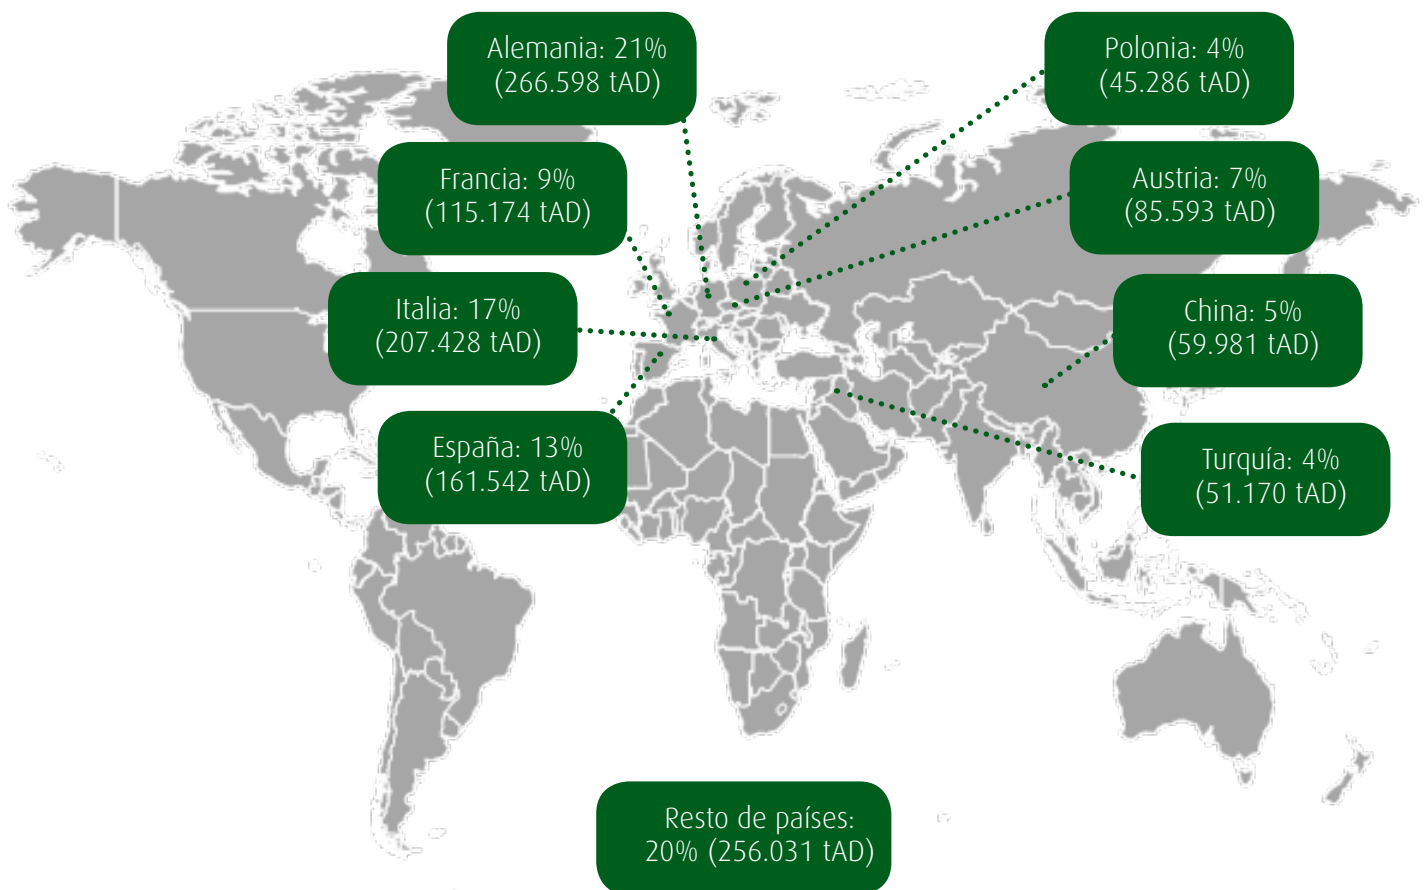 Alemania: 21%
(266.598 tAD)
Polonia: 4%
(45.286 tAD)
Francia: 9%
(115.174 tAD)
Austria: 7%
(85.593 tAD)
Italia: 17%
(207.428 tAD)
China: 5%
(59.981 tAD)
España: 13%
(161.542 tAD)
Turquía: 4%
(51.170 tAD)
Resto de países:
20% (256.031 tAD)